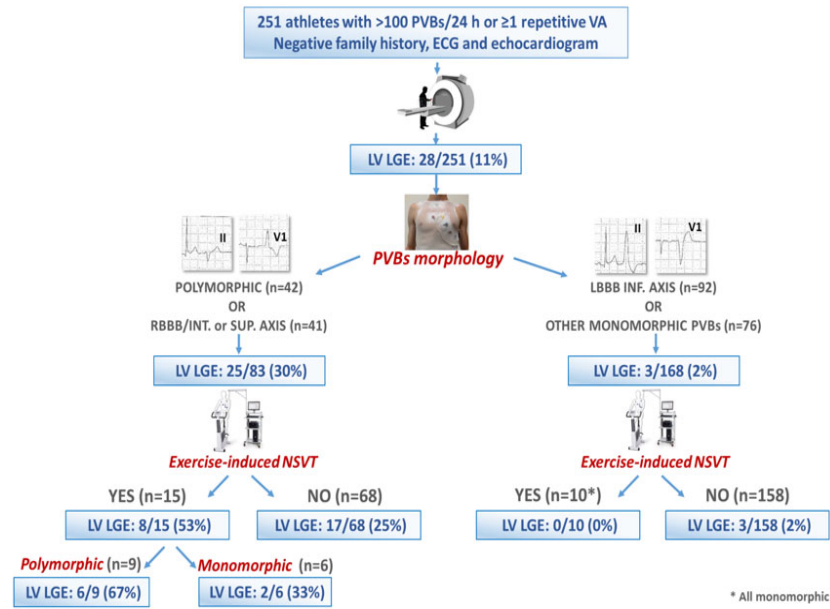 251 athletes with >100 PVBs/24 h or ≥1 repetitive VA
Negative family history, ECG and echocardiogram
LV LGE: 28/251 (11%)
II
V1
II
V1
PVBs morphology
POLYMORPHIC (n=42)
OR
RBBB/INT. or SUP. AXIS (n=41)
LBBB INF. AXIS (n=92)
OR
OTHER MONOMORPHIC PVBs (n=76)
LV LGE: 25/83 (30%)
LV LGE: 3/168 (2%)
Exercise-induced NSVT
Exercise-induced NSVT
YES (n=15)
NO (n=68)
YES (n=10*)
NO (n=158)
LV LGE: 8/15 (53%)
LV LGE: 17/68 (25%)
LV LGE: 0/10 (0%)
LV LGE: 3/158 (2%)
Polymorphic (n=9)
Monomorphic (n=6)
LV LGE: 6/9 (67%)
LV LGE: 2/6 (33%)
* All monomorphic